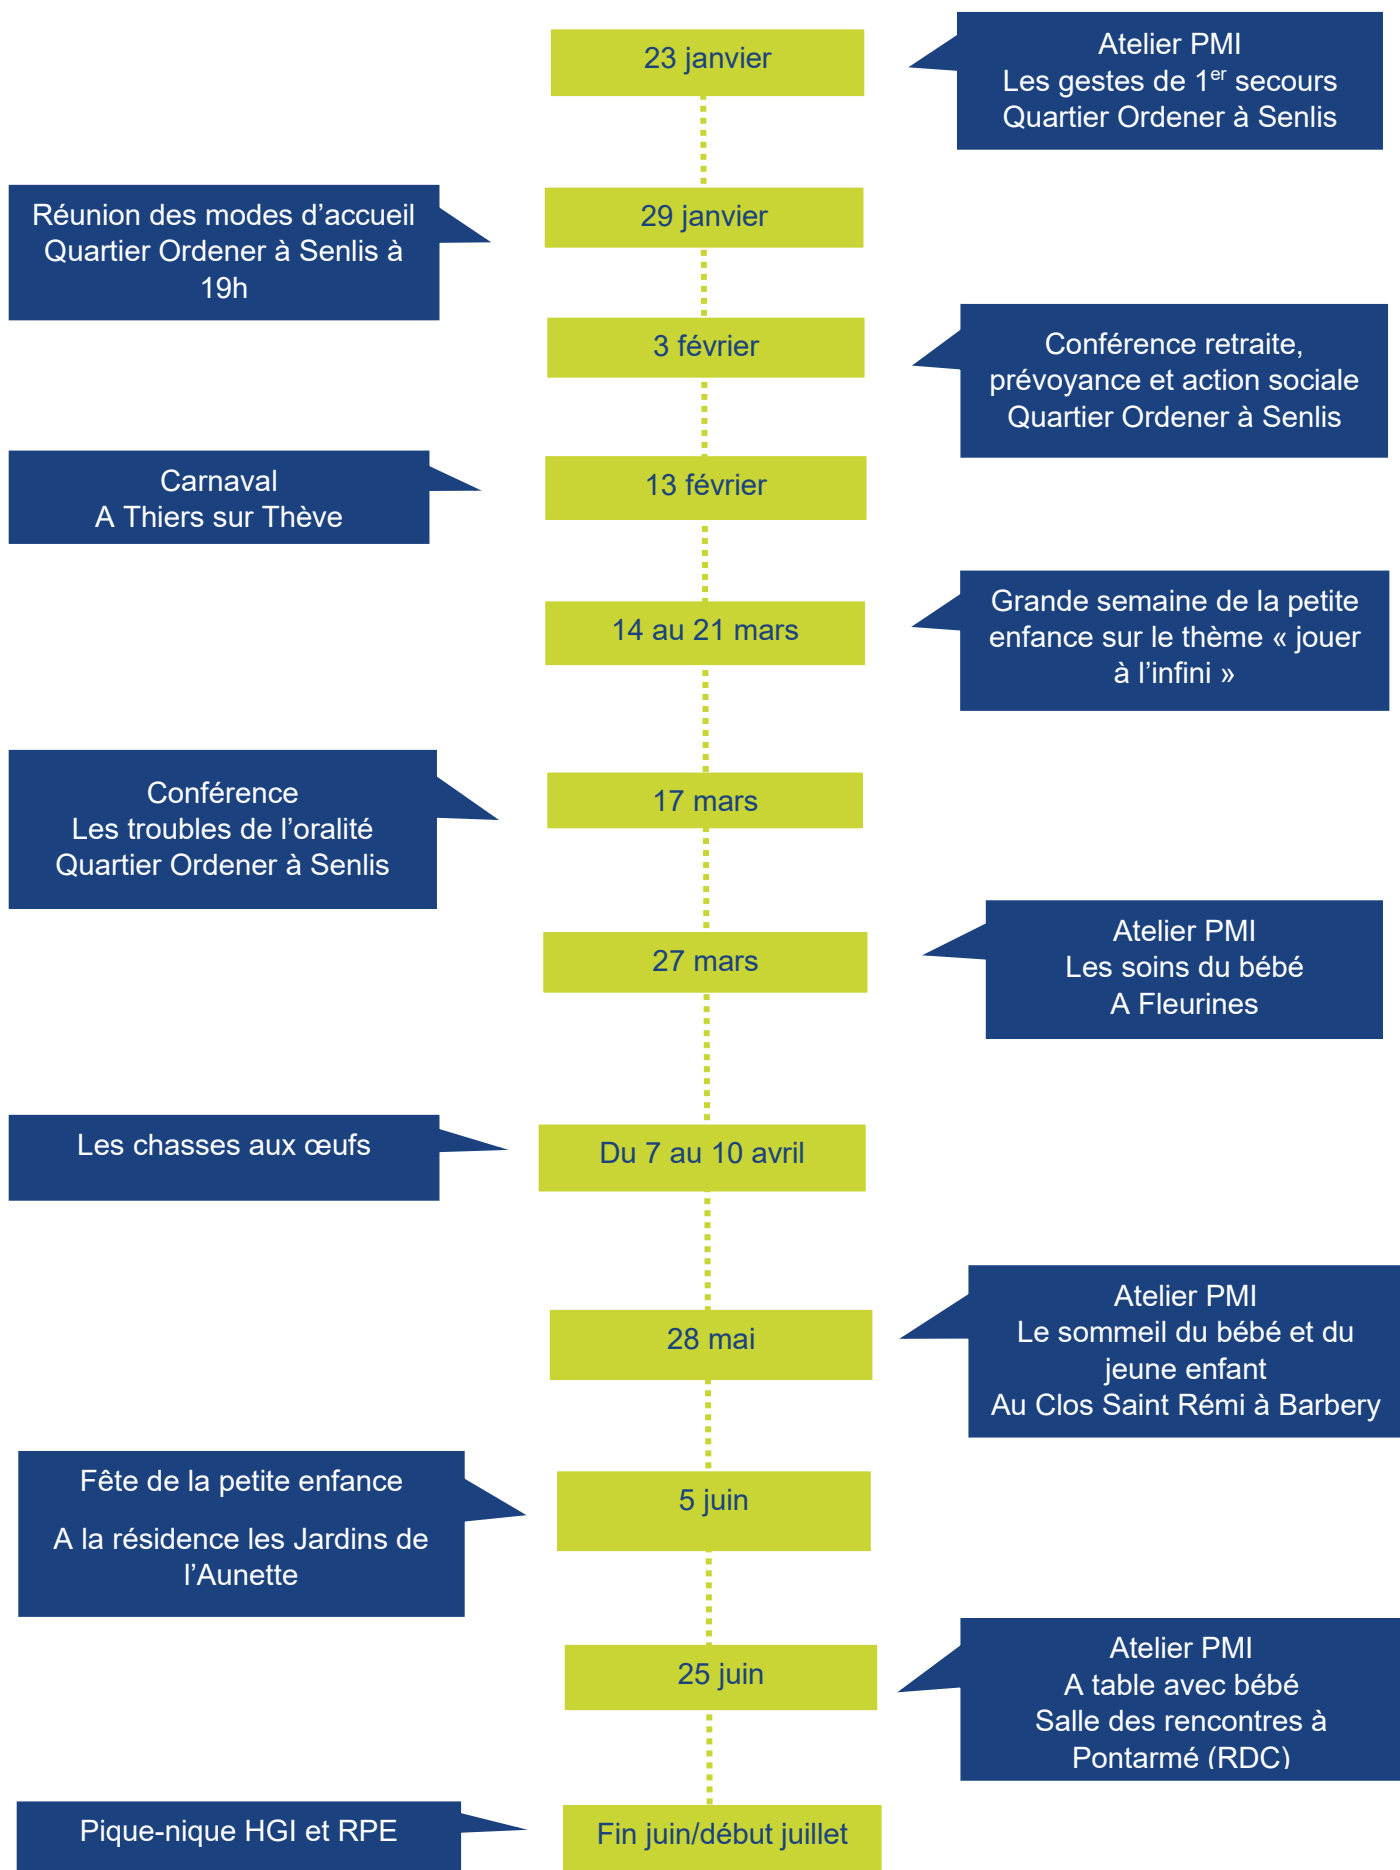 23 janvier
Atelier PMI
Les gestes de 1er secours
Quartier Ordener à Senlis
Réunion des modes d’accueil
Quartier Ordener à Senlis à
19h
29 janvier
3 février
Conférence retraite,
prévoyance et action sociale
Quartier Ordener à Senlis
Carnaval
A Thiers sur Thève
13 février
14 au 21 mars
Grande semaine de la petite
enfance sur le thème « jouer
à l’infini »
Conférence
Les troubles de l’oralité
Quartier Ordener à Senlis
17 mars
27 mars
Atelier PMI
Les soins du bébé
A Fleurines
Les chasses aux œufs
Du 7 au 10 avril
28 mai
Atelier PMI
Le sommeil du bébé et du
jeune enfant
Au Clos Saint Rémi à Barbery
Fête de la petite enfance
A la résidence les Jardins de
l’Aunette
5 juin
25 juin
Atelier PMI
A table avec bébé
Salle des rencontres à
Pontarmé (RDC)
Pique-nique HGI et RPE
Fin juin/début juillet